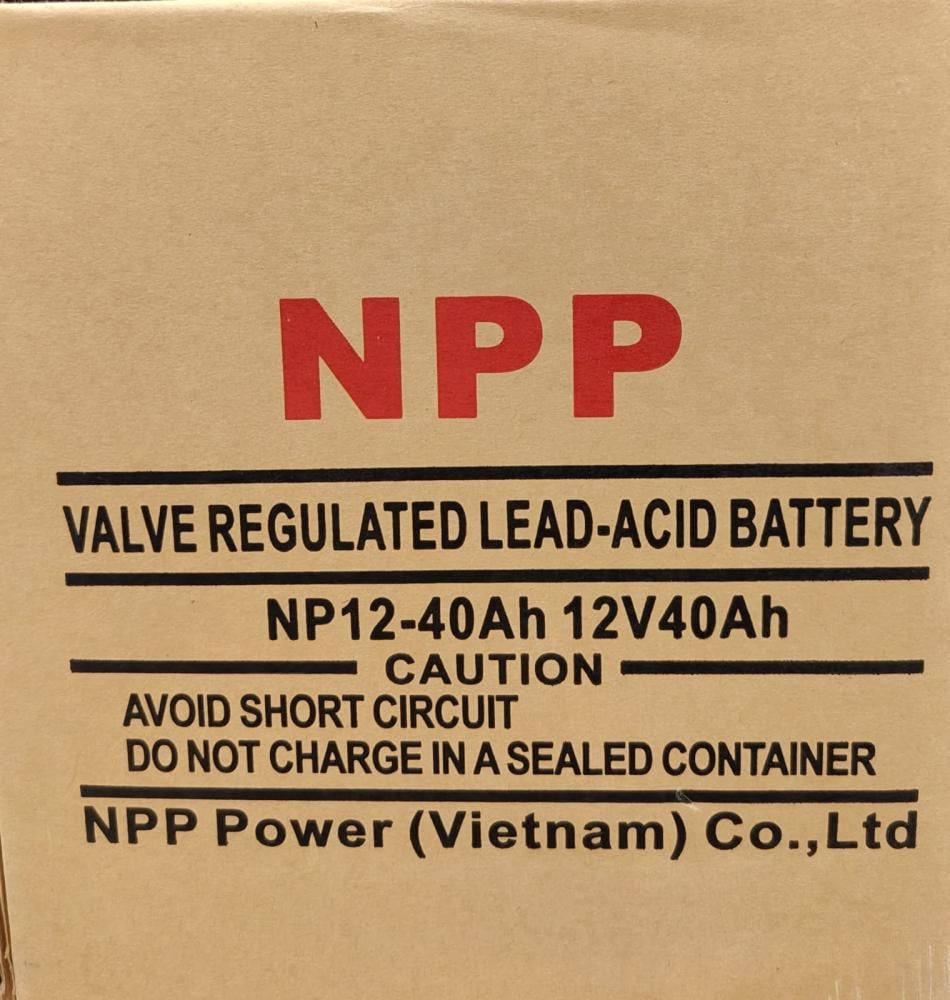 NPP
VALVE REGULATED LEAD-ACID BATTERY
NP12-40Ah 12V40Ah
CAUTION
AVOID SHORT CIRCUIT
DO NOT CHARGE IN A SEALED CONTAINER
NPP Power (Vietnam) Co.,Ltd